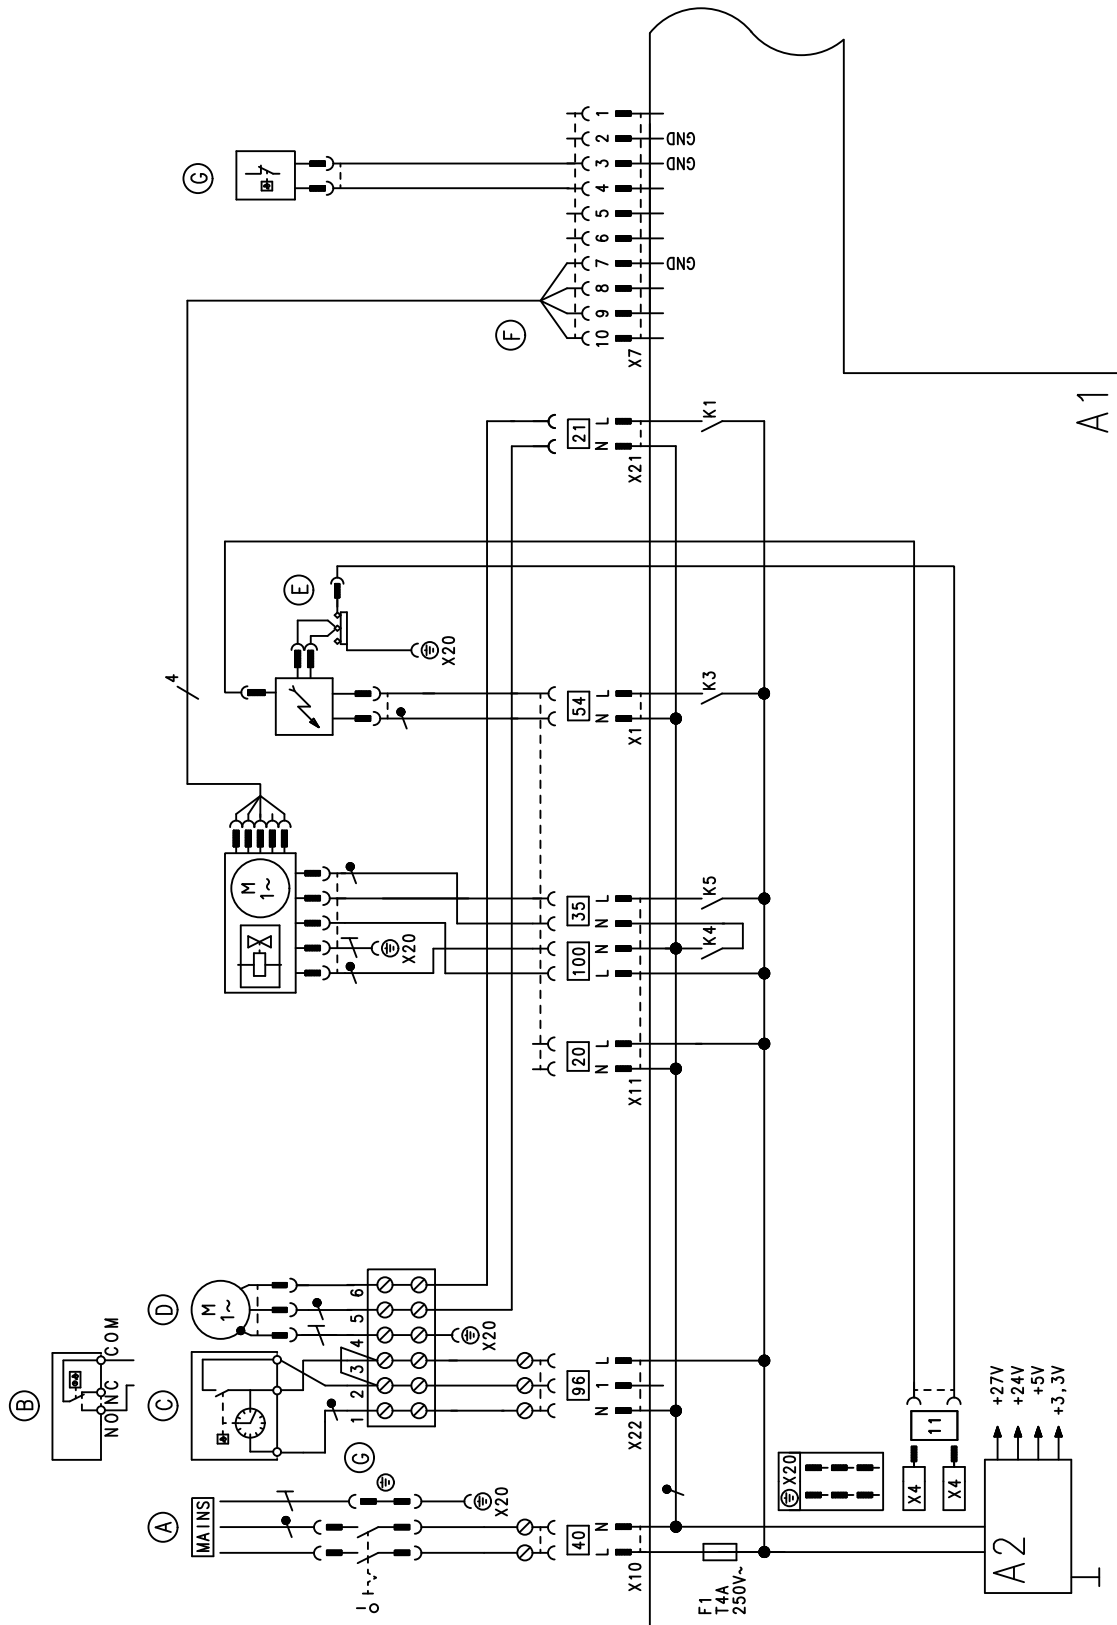 G
1
2
3
4
5
6
7
8
9
10
GND
GND
GND
F
X7
A1
21
L
N
X21
K1
E
X20
4
54
L
N
X1
K3
M
1~
X20
35
L
N
100
N
L
K5
K4
20
L
N
X11
D
M
1~
B
COM
NC
NO
C
6
5
4
3
2
1
X20
96
L
1
N
X22
G
A
MAINS
X20
40
N
L
X10
I
O
F1
T4A
250V~
X20
11
X4
X4
+27V
+24V
+5V
+3,3V
A2